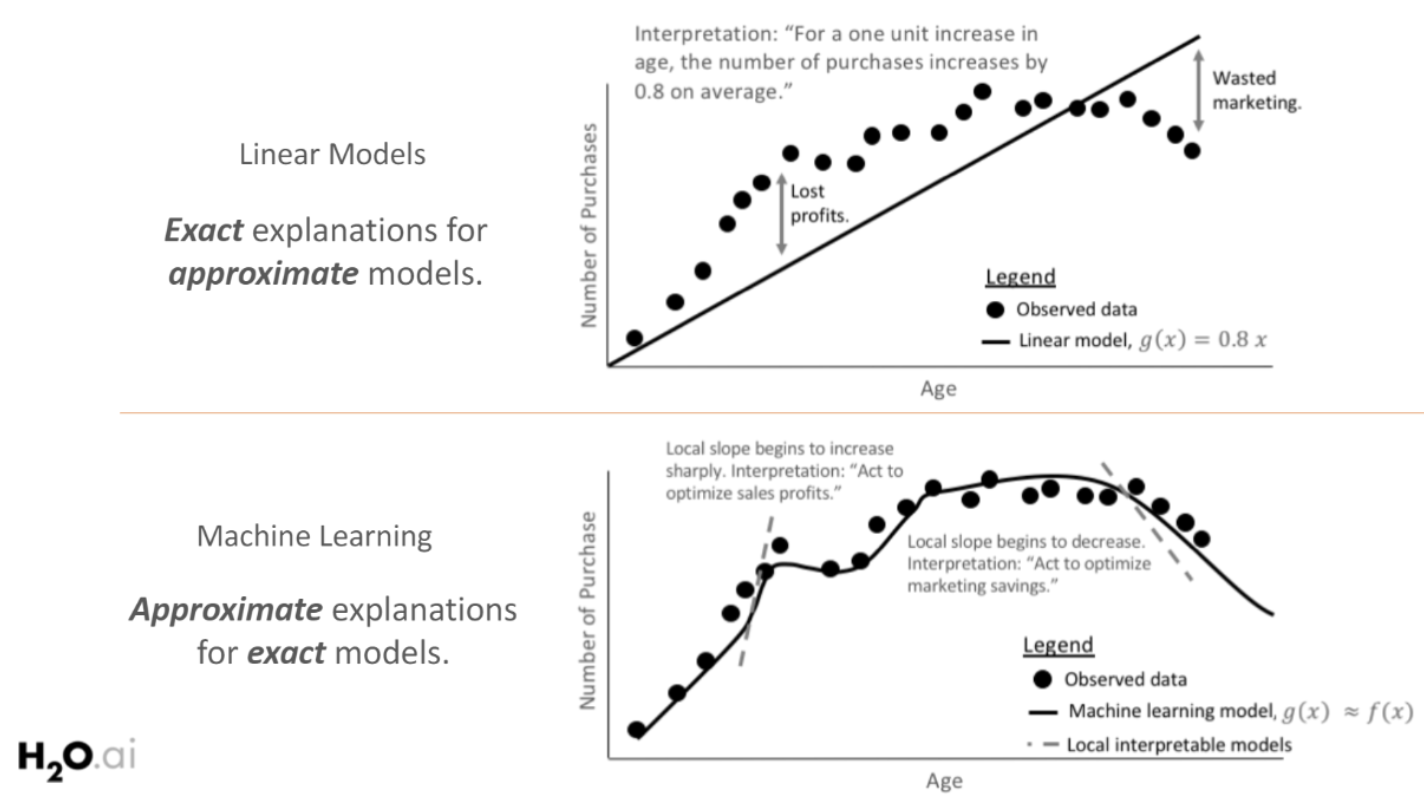 Linear Models
Exact explanations for
approximate models.
Interpretation: “For a one unit increase in
age, the number of purchases increases by
0.8 on average.”
Number of Purchases
Lost
profits.
Wasted
marketing.
Legend
Observed data
Linear model, g(x) = 0.8 x
Age
Machine Learning
Approximate explanations
for exact models.
Local slope begins to increase
sharply. Interpretation: “Act to
optimize sales profits.”
Number of Purchase
Local slope begins to decrease.
Interpretation: “Act to optimize
marketing savings.”
Legend
Observed data
Machine learning model, g(x) ≈ f(x)
Local interpretable models
Age
H2O.ai